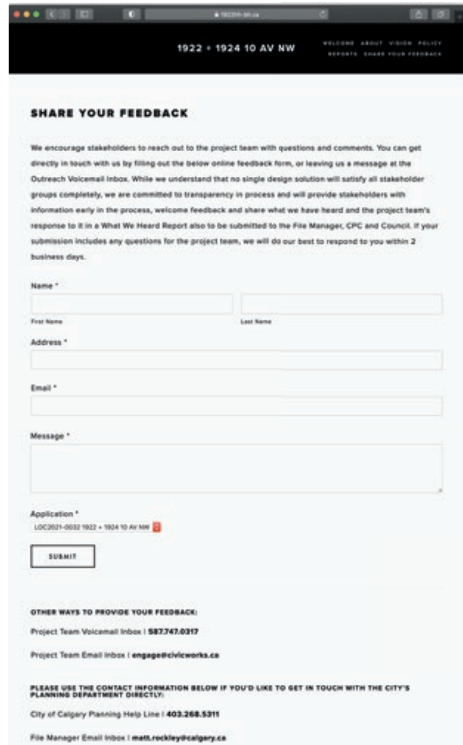 1922 + 1924 10 AV NW
WELCOME ABOUT VISION POLICY
REPORTS SHARE YOUR FEEDBACK
SHARE YOUR FEEDBACK
We encourage stakeholders to reach out to the project team with questions and comments. You can get
directly in touch with us by filling out the below online feedback form, or leaving us a message at the
Outreach Voicemail Inbox. While we understand that no single design solution will satisfy all stakeholder
groups completely, we are committed to transparency in process and will provide stakeholders with
information early in the process, welcome feedback and share what we have heard and the project team's
response to it in a What We Heard Report also to be submitted to the File Manager, CPC and Council. If your
submission includes any questions for the project team, we will do our best to respond to you within 2
business days.
Name *
First Name
Last Name
Address *
Email *
Message *
Application *
LOC2021-0032 1922 + 1924 10 AV NW
SUBMIT
OTHER WAYS TO PROVIDE YOUR FEEDBACK:
Project Team Voicemail Inbox | 587.747.0317
Project Team Email Inbox | engage@civicworks.ca
PLEASE USE THE CONTACT INFORMATION BELOW IF YOU'D LIKE TO GET IN TOUCH WITH THE CITY'S
PLANNING DEPARTMENT DIRECTLY:
City of Calgary Planning Help Line | 403.268.5311
File Manager Email Inbox | matt.rockley@calgary.ca